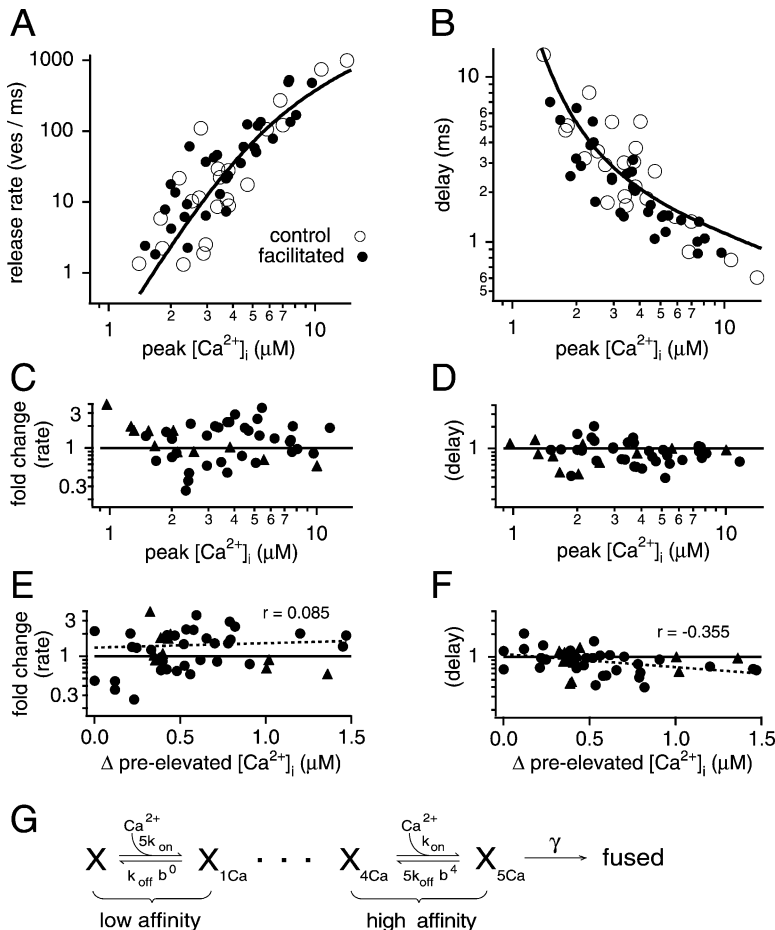 A
B
release rate (ves / ms)
1000
100
10
1
control
facilitated
1
2
3
4
5
6
7
10
peak [Ca2+]i (µM)
delay (ms)
10
6
5
4
3
2
1
6
5
1
2
3
4
5
6
7
10
peak [Ca2+]i (µM)
C
D
fold change
(rate)
3
1
0.3
1
2
3
4
5
6
7
10
peak [Ca2+]i (µM)
(delay)
1
1
2
3
4
5
6
7
10
peak [Ca2+]i (µM)
E
F
fold change
(rate)
3
1
0.3
r = 0.085
0.0
0.5
1.0
1.5
Δ pre-elevated [Ca2+]i (µM)
(delay)
1
r = -0.355
0.0
0.5
1.0
1.5
Δ pre-elevated [Ca2+]i (µM)
G
Ca2+
Ca2+
5kon
kon
γ
X
X1Ca
· · ·
X4Ca
X5Ca
fused
koff b0
5koff b4
low affinity
high affinity